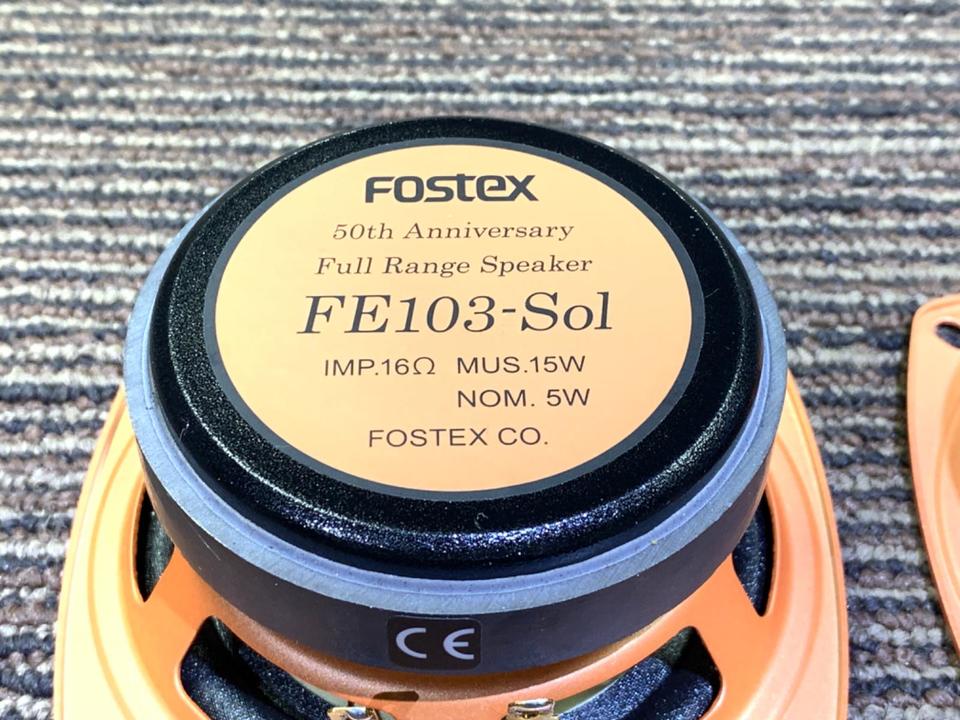 FOSTEX
50th Anniversary
Full Range Speaker
FE103-Sol
IMP.16Ω MUS.15W
NOM. 5W
FOSTEX CO.
CE